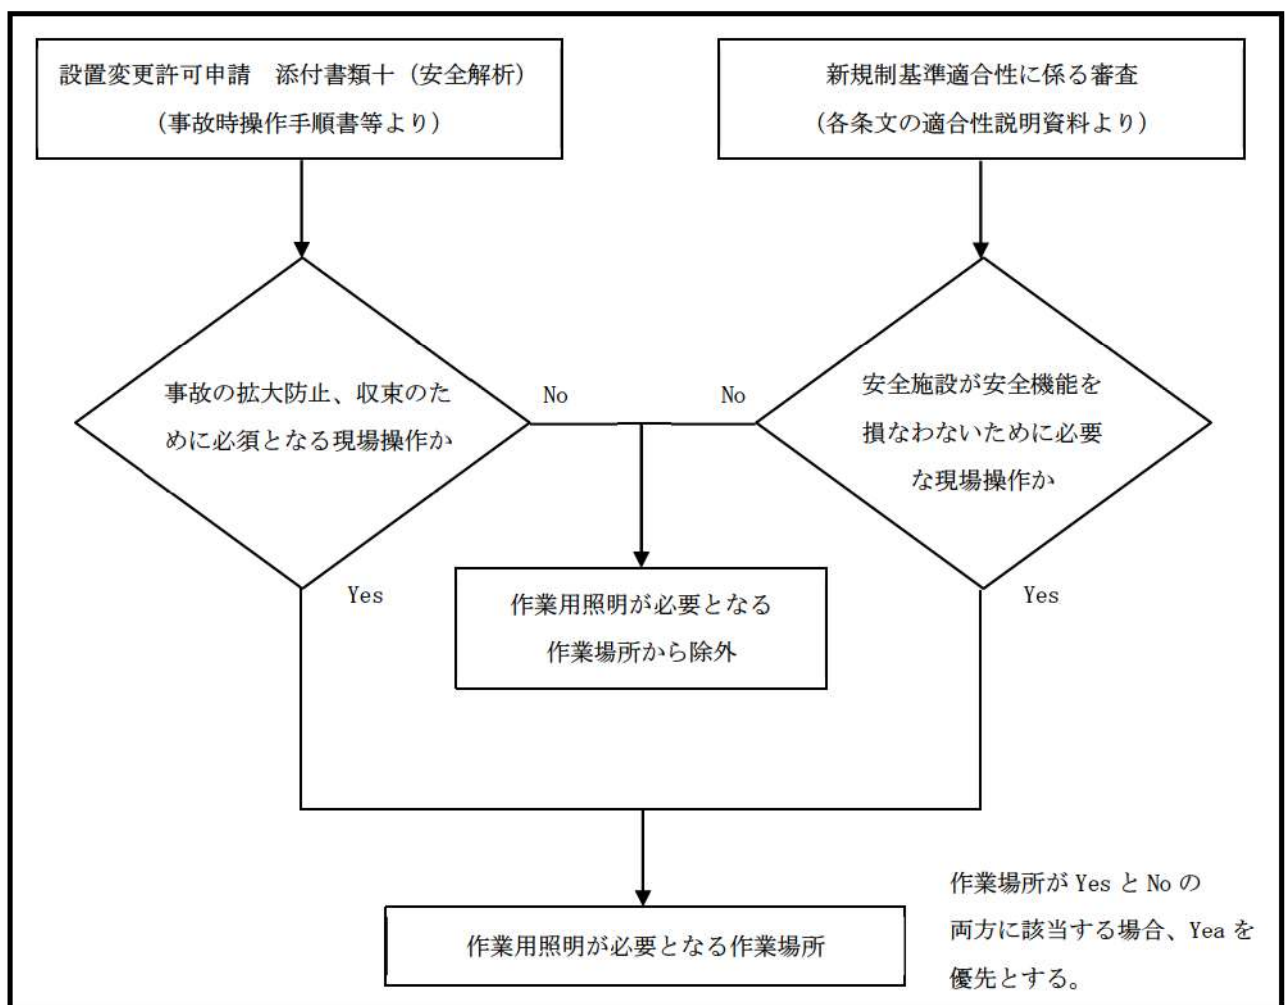 設置変更許可申請　添付書類十（安全解析）
（事故時操作手順書等より）
新規制基準適合性に係る審査
（各条文の適合性説明資料より）
事故の拡大防止、収束のた
めに必須となる現場操作か
No
No
安全施設が安全機能を
損なわないために必要
な現場操作か
Yes
作業用照明が必要となる
作業場所から除外
Yes
作業用照明が必要となる作業場所
作業場所が Yes と No の
両方に該当する場合、Yea を
優先とする。